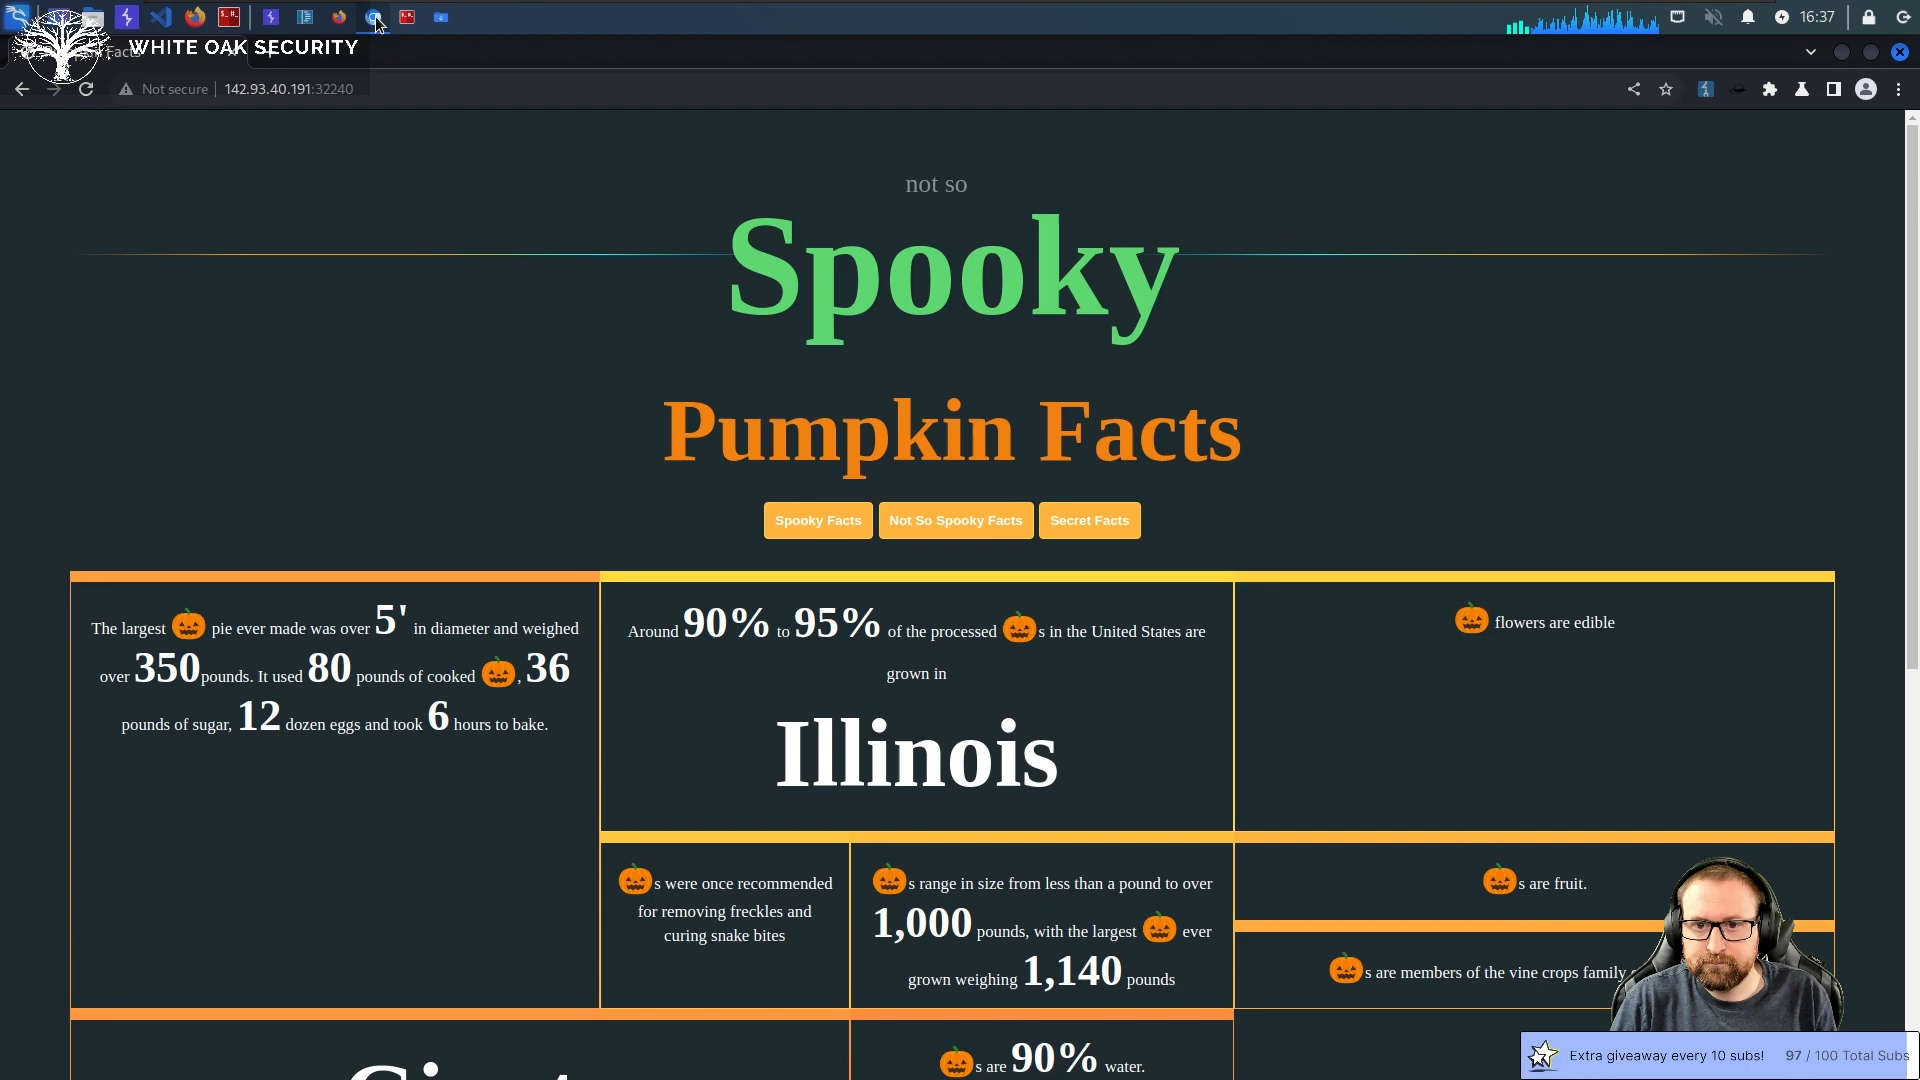 16:37
WHITE OAK SECURITY
Facts
Not secure
142.93.40.191:32240
not so
Spooky
Pumpkin Facts
Spooky Facts
Not So Spooky Facts
Secret Facts
The largest 🎃 pie ever made was over 5' in diameter and weighed
over 350pounds. It used 80 pounds of cooked 🎃, 36
pounds of sugar, 12 dozen eggs and took 6 hours to bake.
Around 90% to 95% of the processed 🎃s in the United States are
grown in
Illinois
🎃 flowers are edible
🎃s were once recommended
for removing freckles and
curing snake bites
🎃s range in size from less than a pound to over
1,000 pounds, with the largest 🎃 ever
grown weighing 1,140 pounds
🎃s are fruit.
🎃s are members of the vine crops family
🎃s are 90% water.
Extra giveaway every 10 subs!
97 / 100 Total Subs